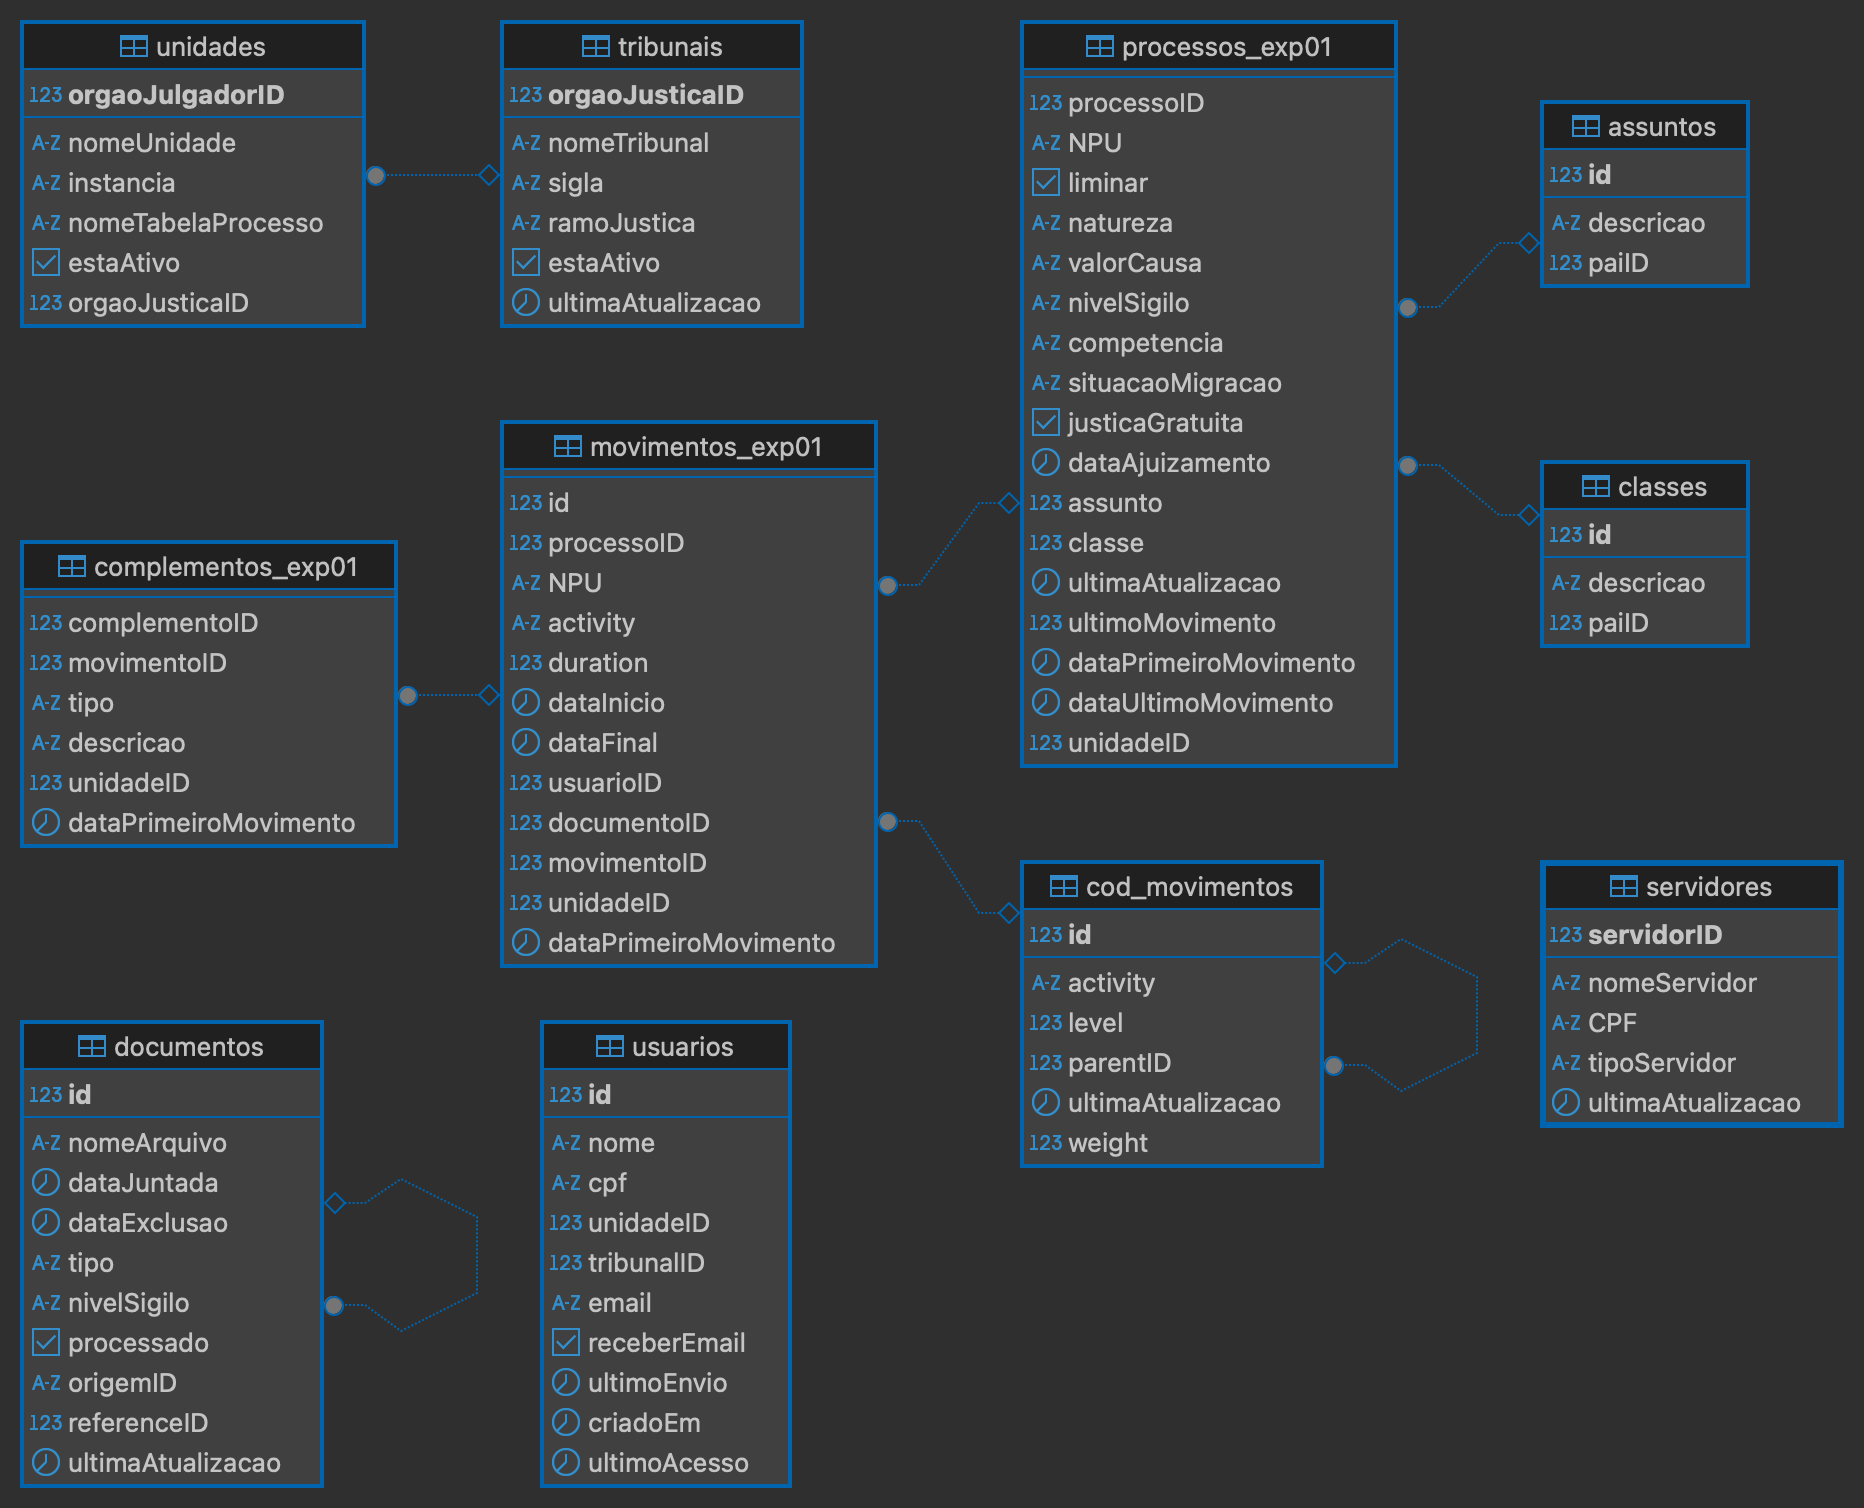 unidades
123 orgaoJulgadorID
A-Z nomeUnidade
A-Z instancia
A-Z nomeTabelaProcesso
estaAtivo
123 orgaoJusticaID
tribunais
123 orgaoJusticaID
A-Z nomeTribunal
A-Z sigla
A-Z ramoJustica
estaAtivo
ultimaAtualizacao
processos_exp01
123 processoID
A-Z NPU
liminar
A-Z natureza
A-Z valorCausa
A-Z nivelSigilo
A-Z competencia
A-Z situacaoMigracao
justicaGratuita
dataAjuizamento
123 assunto
123 classe
ultimaAtualizacao
123 ultimoMovimento
dataPrimeiroMovimento
dataUltimoMovimento
123 unidadeID
assuntos
123 id
A-Z descricao
123 paiID
classes
123 id
A-Z descricao
123 paiID
movimentos_exp01
123 id
123 processoID
A-Z NPU
A-Z activity
123 duration
dataInicio
dataFinal
123 usuarioID
123 documentoID
123 movimentoID
123 unidadeID
dataPrimeiroMovimento
complementos_exp01
123 complementoID
123 movimentoID
A-Z tipo
A-Z descricao
123 unidadeID
dataPrimeiroMovimento
cod_movimentos
123 id
A-Z activity
123 level
123 parentID
ultimaAtualizacao
123 weight
servidores
123 servidorID
A-Z nomeServidor
A-Z CPF
A-Z tipoServidor
ultimaAtualizacao
documentos
123 id
A-Z nomeArquivo
dataJuntada
dataExclusao
A-Z tipo
A-Z nivelSigilo
processado
A-Z origemID
123 referenceID
ultimaAtualizacao
usuarios
123 id
A-Z nome
A-Z cpf
123 unidadeID
123 tribunalID
A-Z email
receberEmail
ultimoEnvio
criadoEm
ultimoAcesso